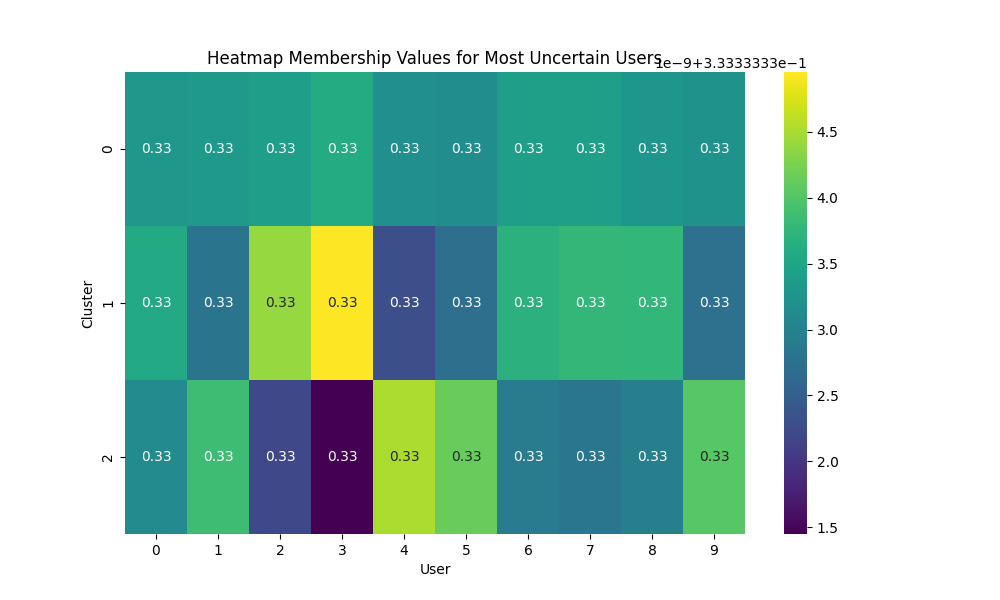 Heatmap Membership Values for Most Uncertain Users
1e−9+3.3333333e−1
0 0.33 0.33 0.33 0.33 0.33 0.33 0.33 0.33 0.33 0.33
1 0.33 0.33 0.33 0.33 0.33 0.33 0.33 0.33 0.33 0.33
2 0.33 0.33 0.33 0.33 0.33 0.33 0.33 0.33 0.33 0.33
Cluster
0 1 2 3 4 5 6 7 8 9
User
4.5
4.0
3.5
3.0
2.5
2.0
1.5